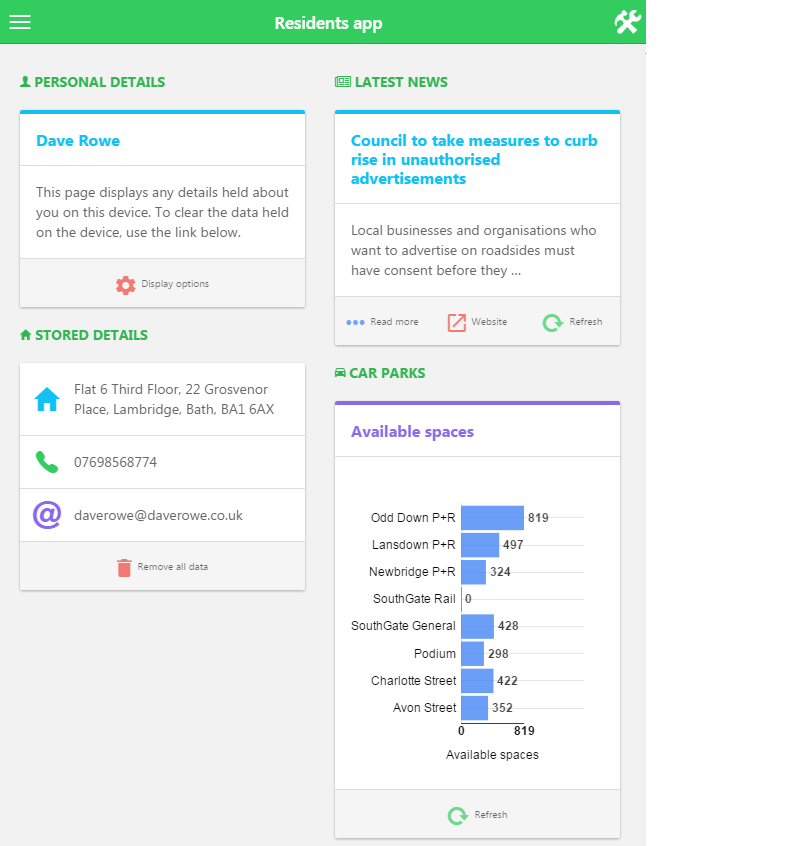 Residents app
PERSONAL DETAILS
Dave Rowe
This page displays any details held about
you on this device. To clear the data held
on the device, use the link below.
Display options
STORED DETAILS
Flat 6 Third Floor, 22 Grosvenor
Place, Lambridge, Bath, BA1 6AX
07698568774
@ daverowe@daverowe.co.uk
Remove all data
LATEST NEWS
Council to take measures to curb
rise in unauthorised
advertisements
Local businesses and organisations who
want to advertise on roadsides must
have consent before they ...
Read more Website Refresh
CAR PARKS
Available spaces
Odd Down P+R 819
Lansdown P+R 497
Newbridge P+R 324
SouthGate Rail 0
SouthGate General 428
Podium 298
Charlotte Street 422
Avon Street 352
0 819
Available spaces
Refresh